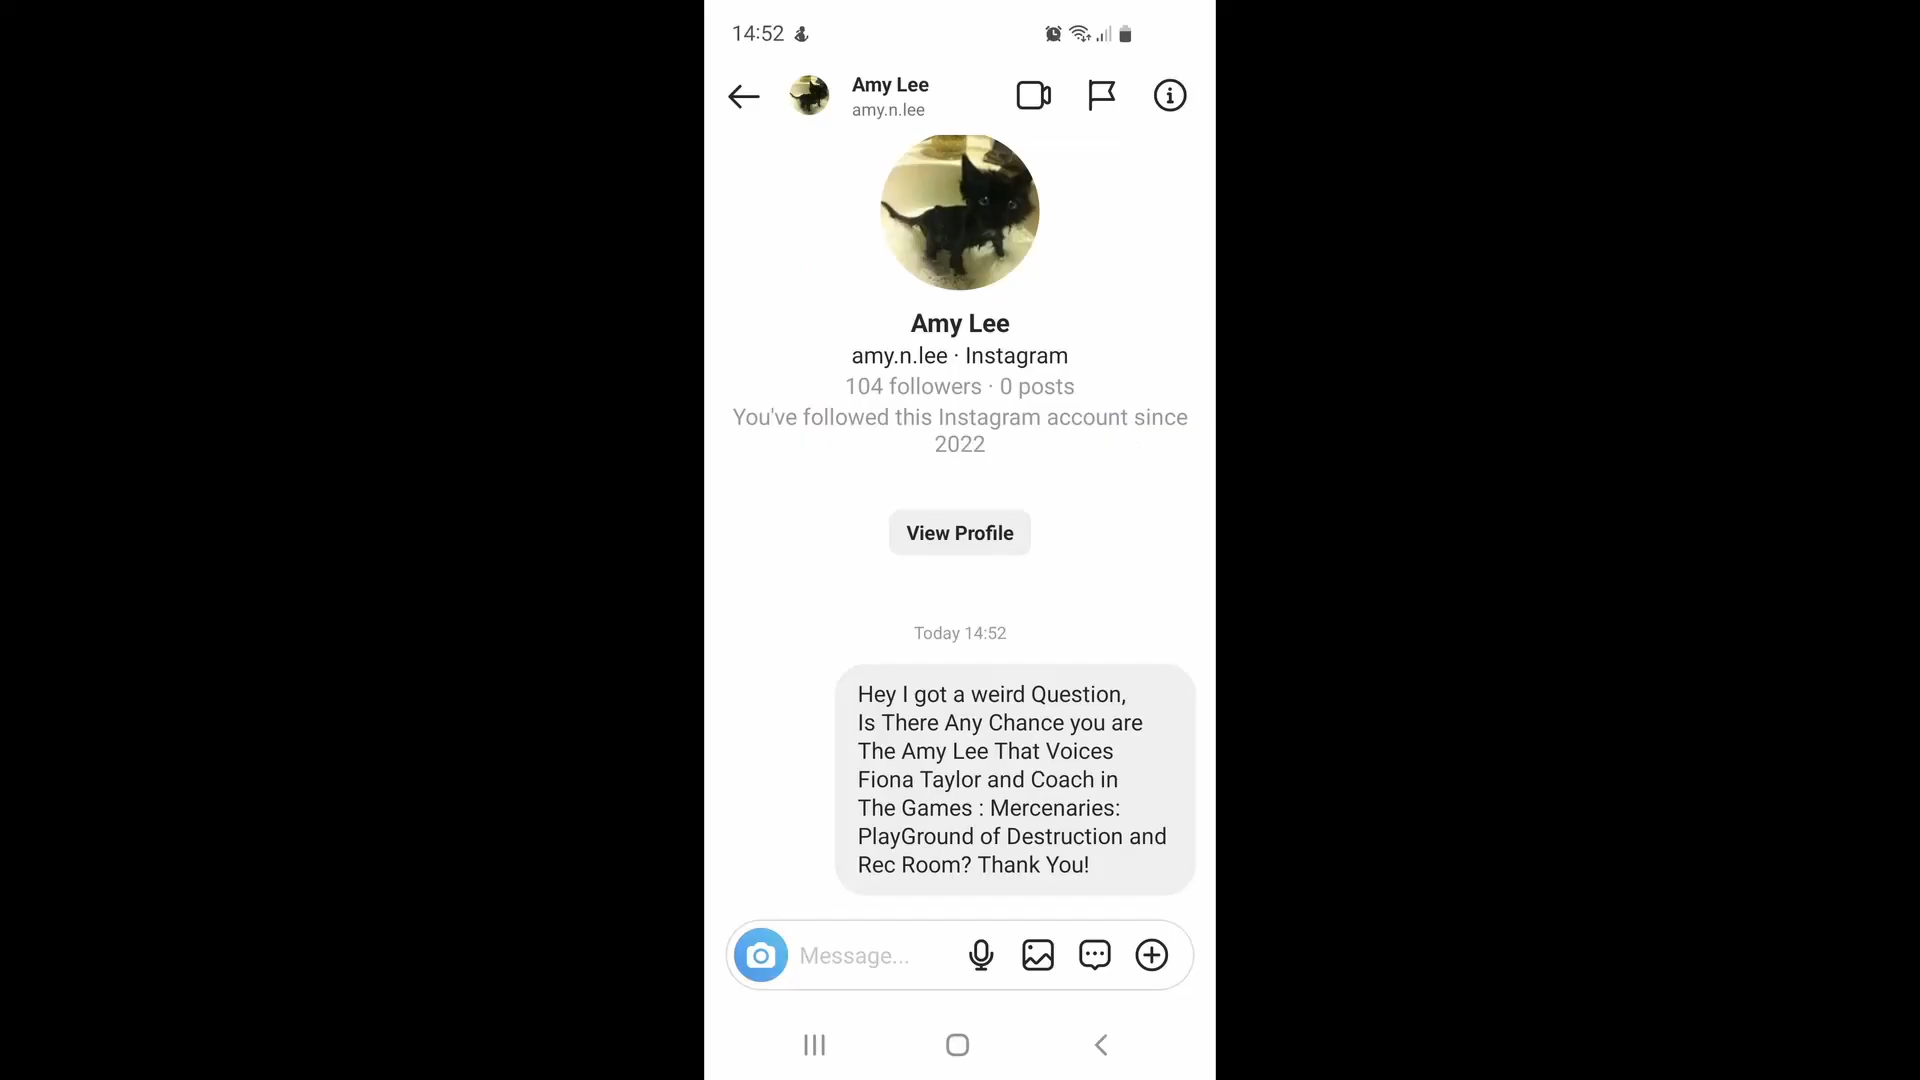 14:52
Amy Lee
amy.n.lee
Amy Lee
amy.n.lee · Instagram
104 followers · 0 posts
You've followed this Instagram account since
2022
View Profile
Today 14:52
Hey I got a weird Question,
Is There Any Chance you are
The Amy Lee That Voices
Fiona Taylor and Coach in
The Games : Mercenaries:
PlayGround of Destruction and
Rec Room? Thank You!
Message...